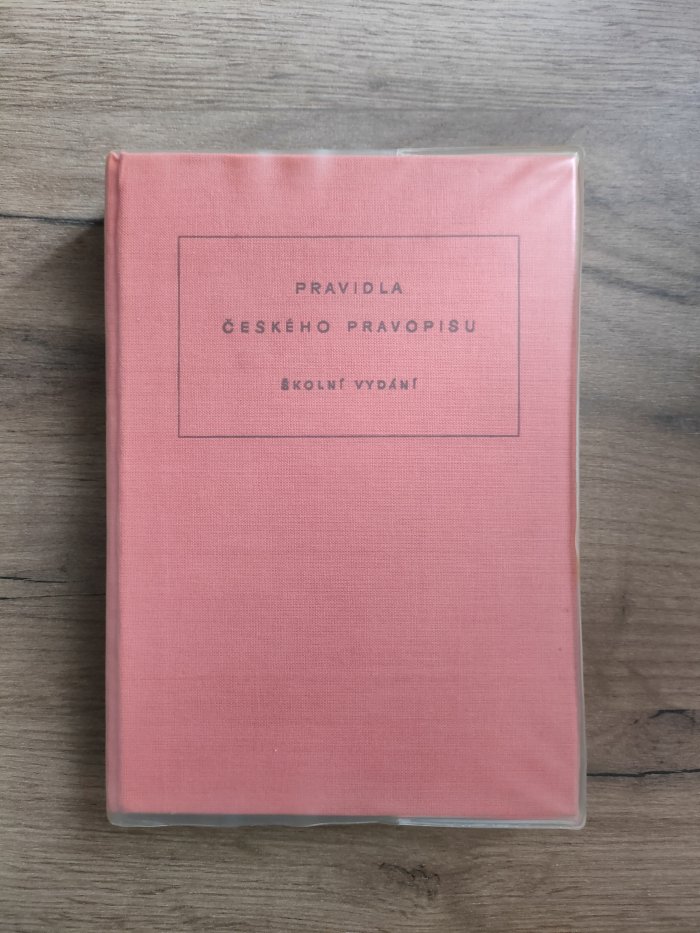 PRAVIDLA
ČESKÉHO PRAVOPISU
ŠKOLNÍ VYDÁNÍ